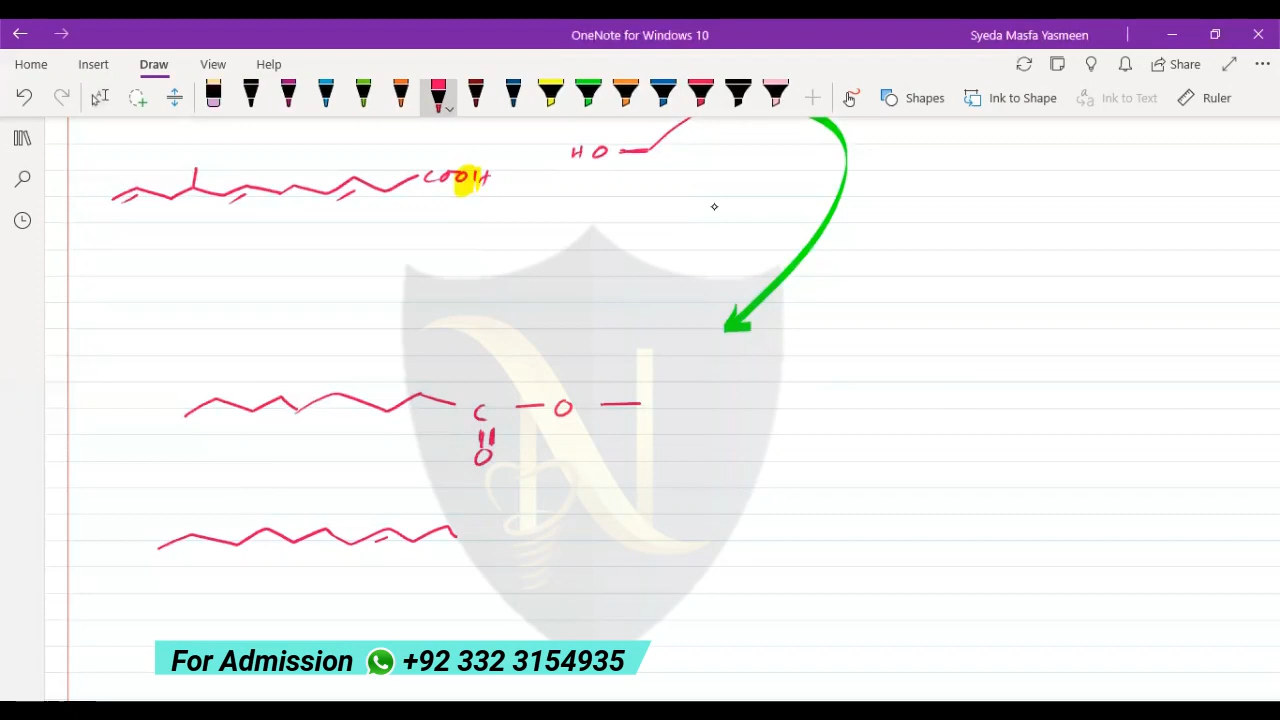 OneNote for Windows 10
Syeda Masfa Yasmeen
Home Insert Draw View Help
Share
Shapes Ink to Shape Ink to Text Ruler
HO
COOH
C O
O
For Admission +92 332 3154935